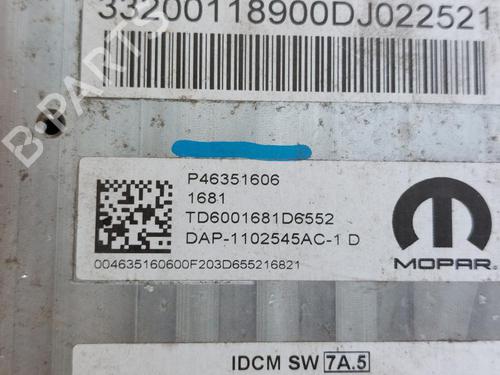 33200118900DJ022521
B-PARTS
P46351606
1681
TD6001681D6552
DAP-1102545AC-1 D
MOPAR
004635160600F203D655216821
IDCM SW 7A.5